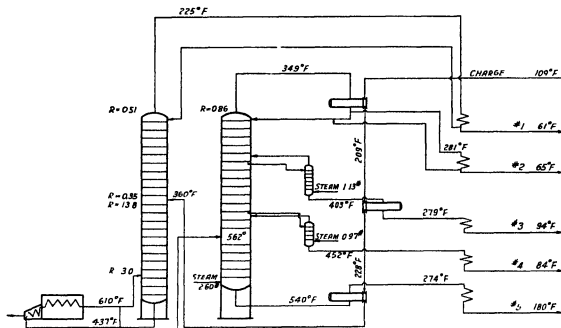 225°F
349°F
CHARGE 109°F
R= 0.51
R=0.86
#1 61°F
209°F
281°F
#2 65°F
STEAM 1.13#
R=0.35
R=13.8
360°F
403°F
279°F
#3 94°F
562°
STEAM 0.97#
452°F
#4 84°F
228°F
R 3.0
STEAM
2.60#
274°F
610°F
540°F
#5 180°F
437°F